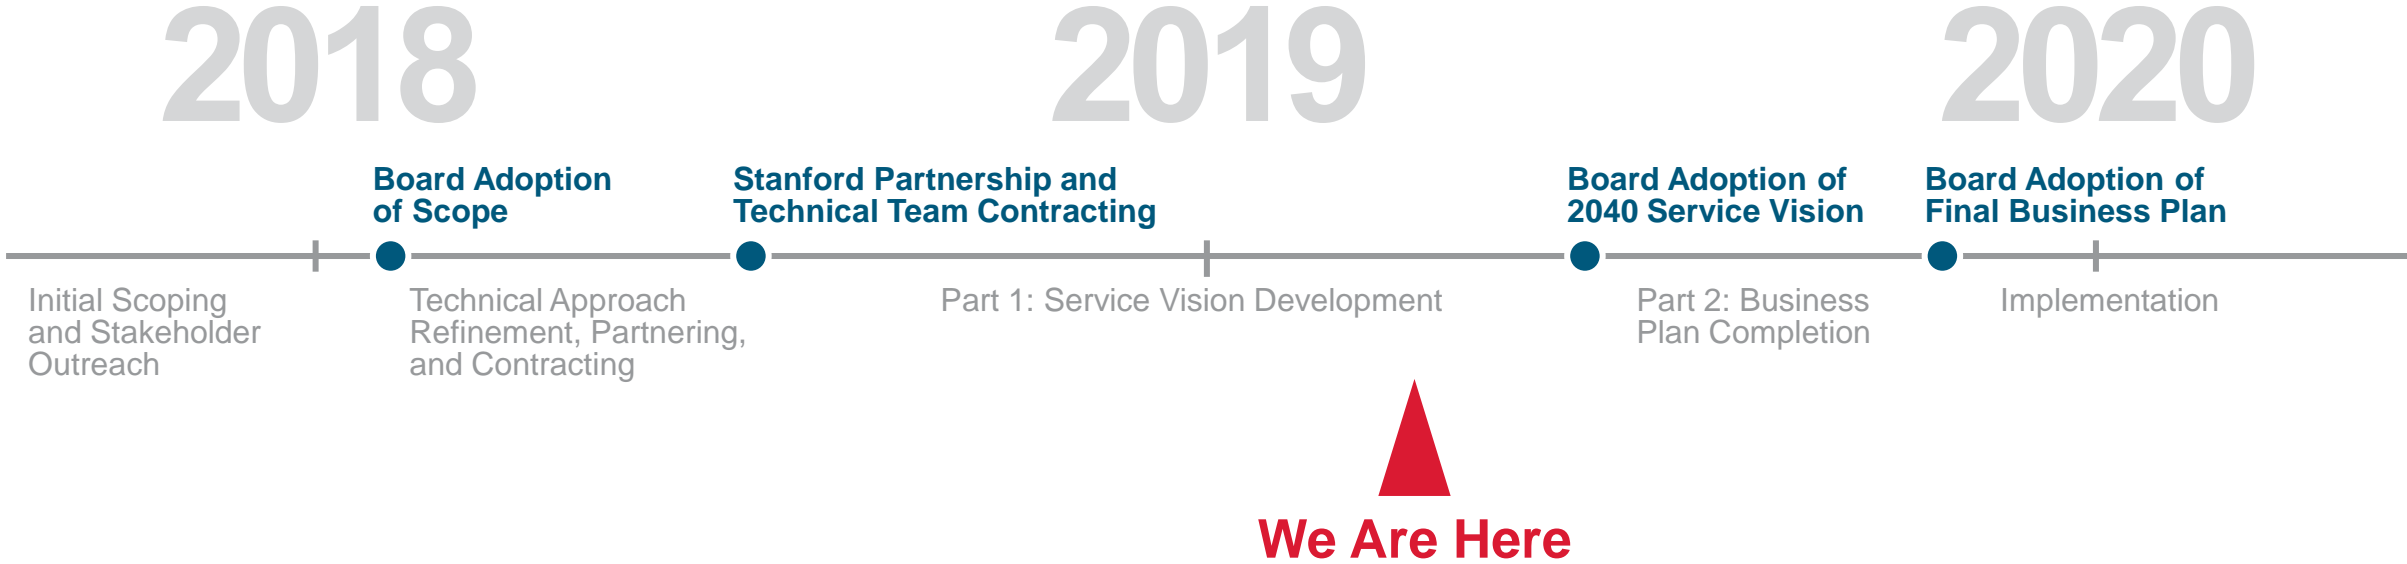 2018
2019
2020
Board Adoption
of Scope
Stanford Partnership and
Technical Team Contracting
Board Adoption of
2040 Service Vision
Board Adoption of
Final Business Plan
Initial Scoping
and Stakeholder
Outreach
Technical Approach
Refinement, Partnering,
and Contracting
Part 1: Service Vision Development
Part 2: Business
Plan Completion
Implementation
We Are Here